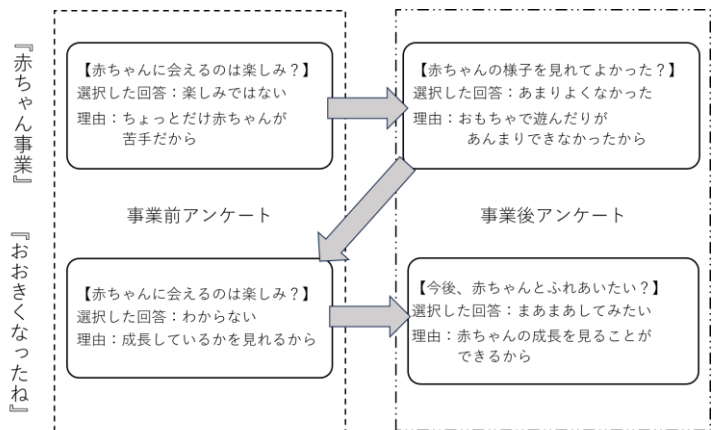 『赤ちゃん事業』
【赤ちゃんに会えるのは楽しみ？】
選択した回答：楽しみではない
理由：ちょっとだけ赤ちゃんが
苦手だから
【赤ちゃんの様子を見れてよかった？】
選択した回答：あまりよくなかった
理由：おもちゃで遊んだりが
あんまりできなかったから
事業前アンケート
事業後アンケート
『おおきくなったね』
【赤ちゃんに会えるのは楽しみ？】
選択した回答：わからない
理由：成長しているかを見れるから
【今後、赤ちゃんとふれあいたい？】
選択した回答：まあまあしてみたい
理由：赤ちゃんの成長を見ることが
できるから